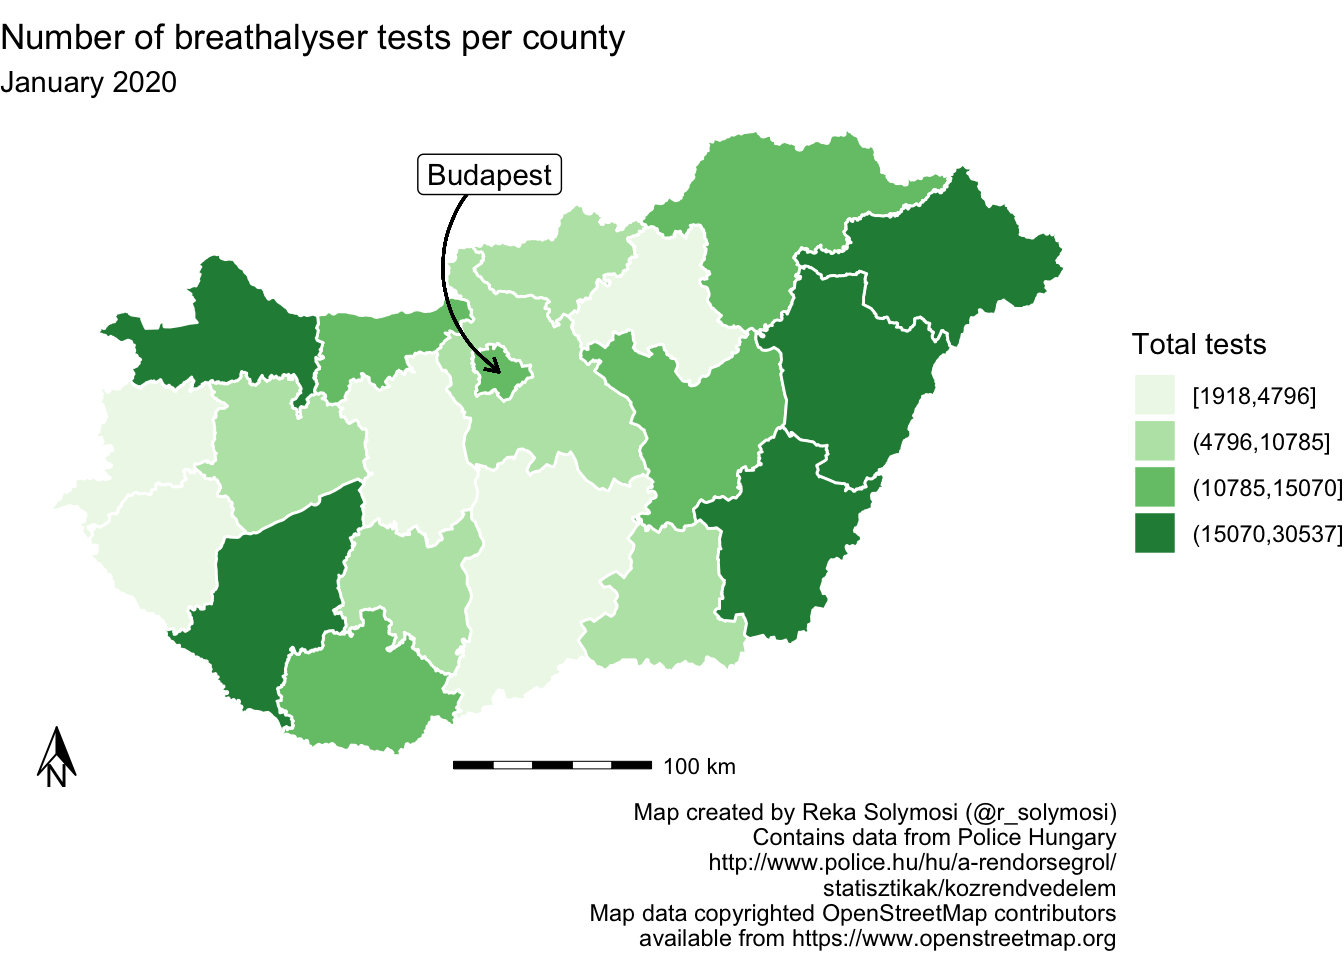 Number of breathalyser tests per county
January 2020
Budapest
Total tests
[1918,4796]
(4796,10785]
(10785,15070]
(15070,30537]
N
100 km
Map created by Reka Solymosi (@r_solymosi)
Contains data from Police Hungary
http://www.police.hu/hu/a-rendorsegrol/
statisztikak/kozrendvedelem
Map data copyrighted OpenStreetMap contributors
available from https://www.openstreetmap.org